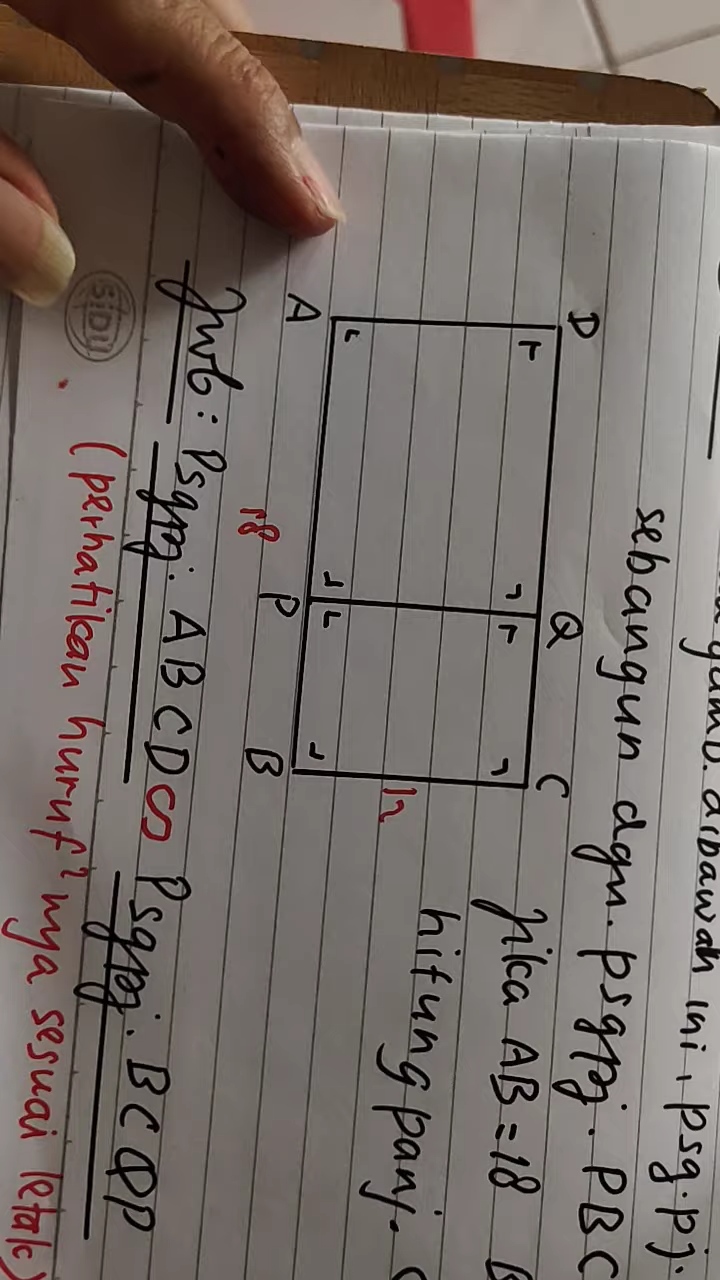 dibawah ini, psg.pj.
sebangun dgn. psgpj. PBC
D Q C
Jika AB = 18 B
hitung panj.
12
A P B
18
Jwb : Psgpj. ABCD ∽ Psgpj. BCQP
(perhatikan huruf² nya sesuai letak)
SIDU